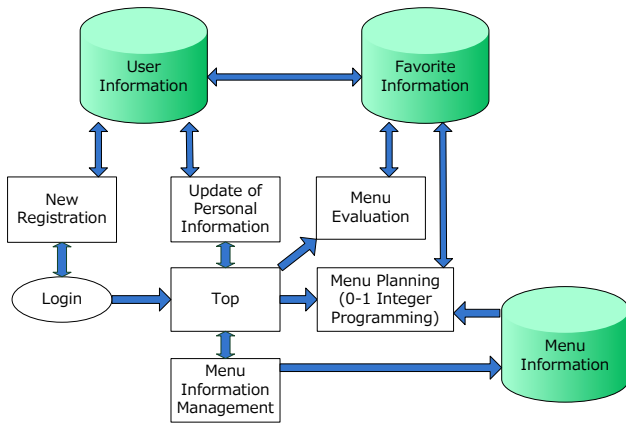 User
Information
Favorite
Information
New
Registration
Update of
Personal
Information
Menu
Evaluation
Login
Top
Menu Planning
(0-1 Integer
Programming)
Menu
Information
Menu
Information
Management